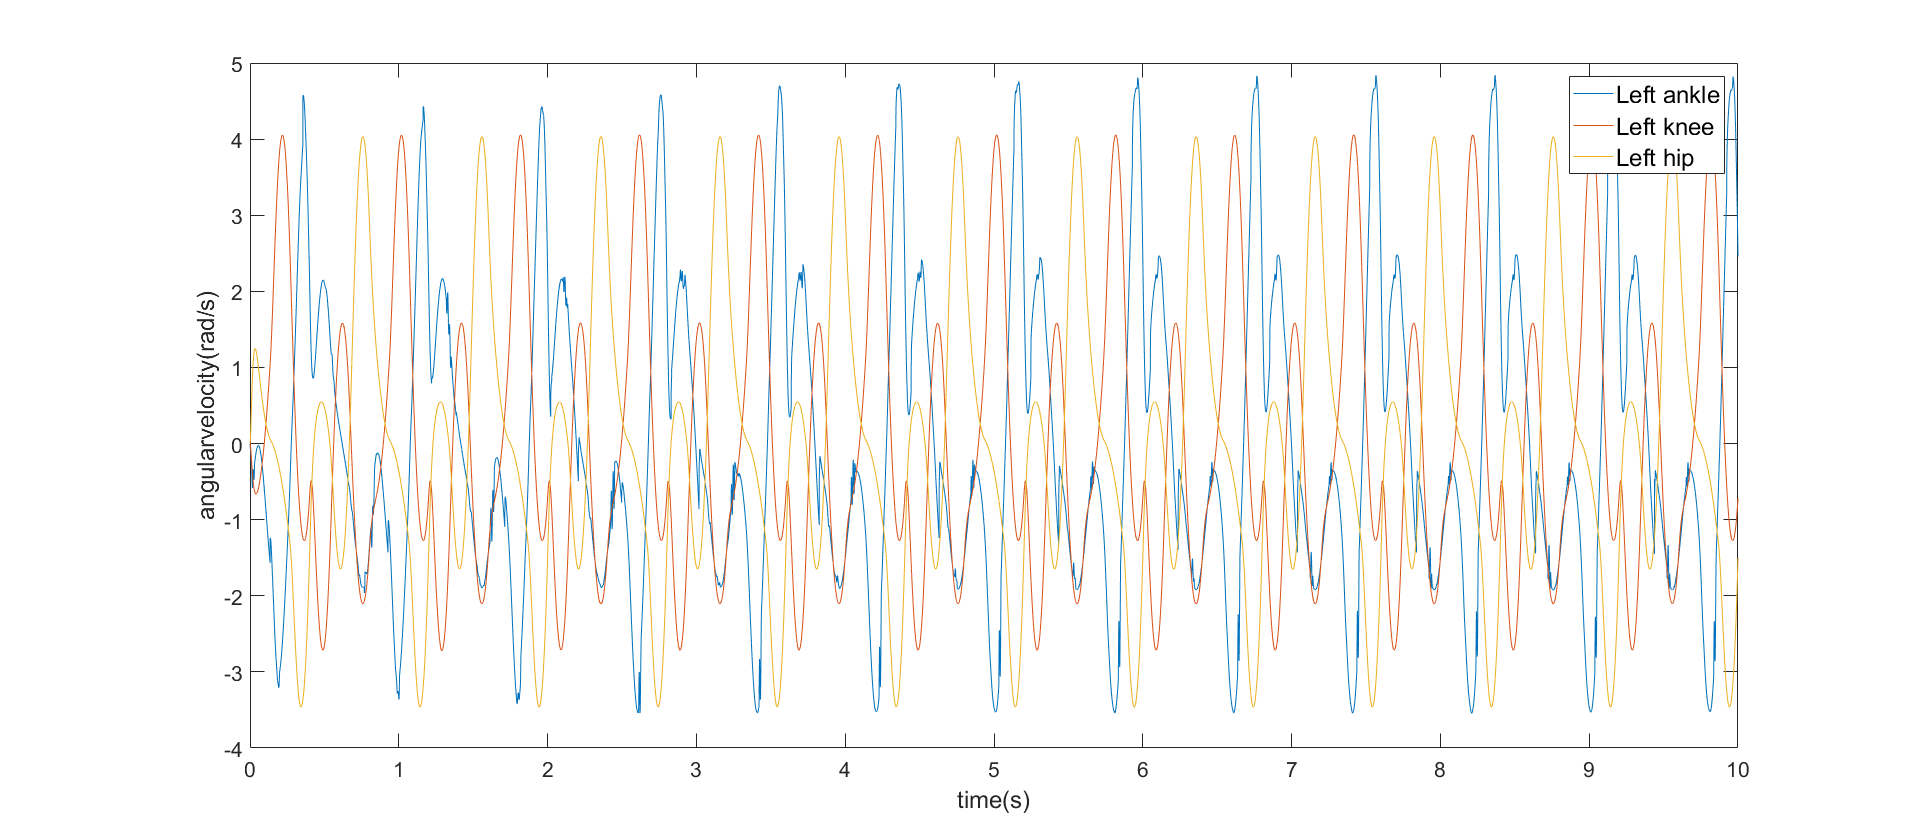 5
4
3
2
1
0
-1
-2
-3
-4
angularvelocity(rad/s)
Left ankle
Left knee
Left hip
0 1 2 3 4 5 6 7 8 9 10
time(s)